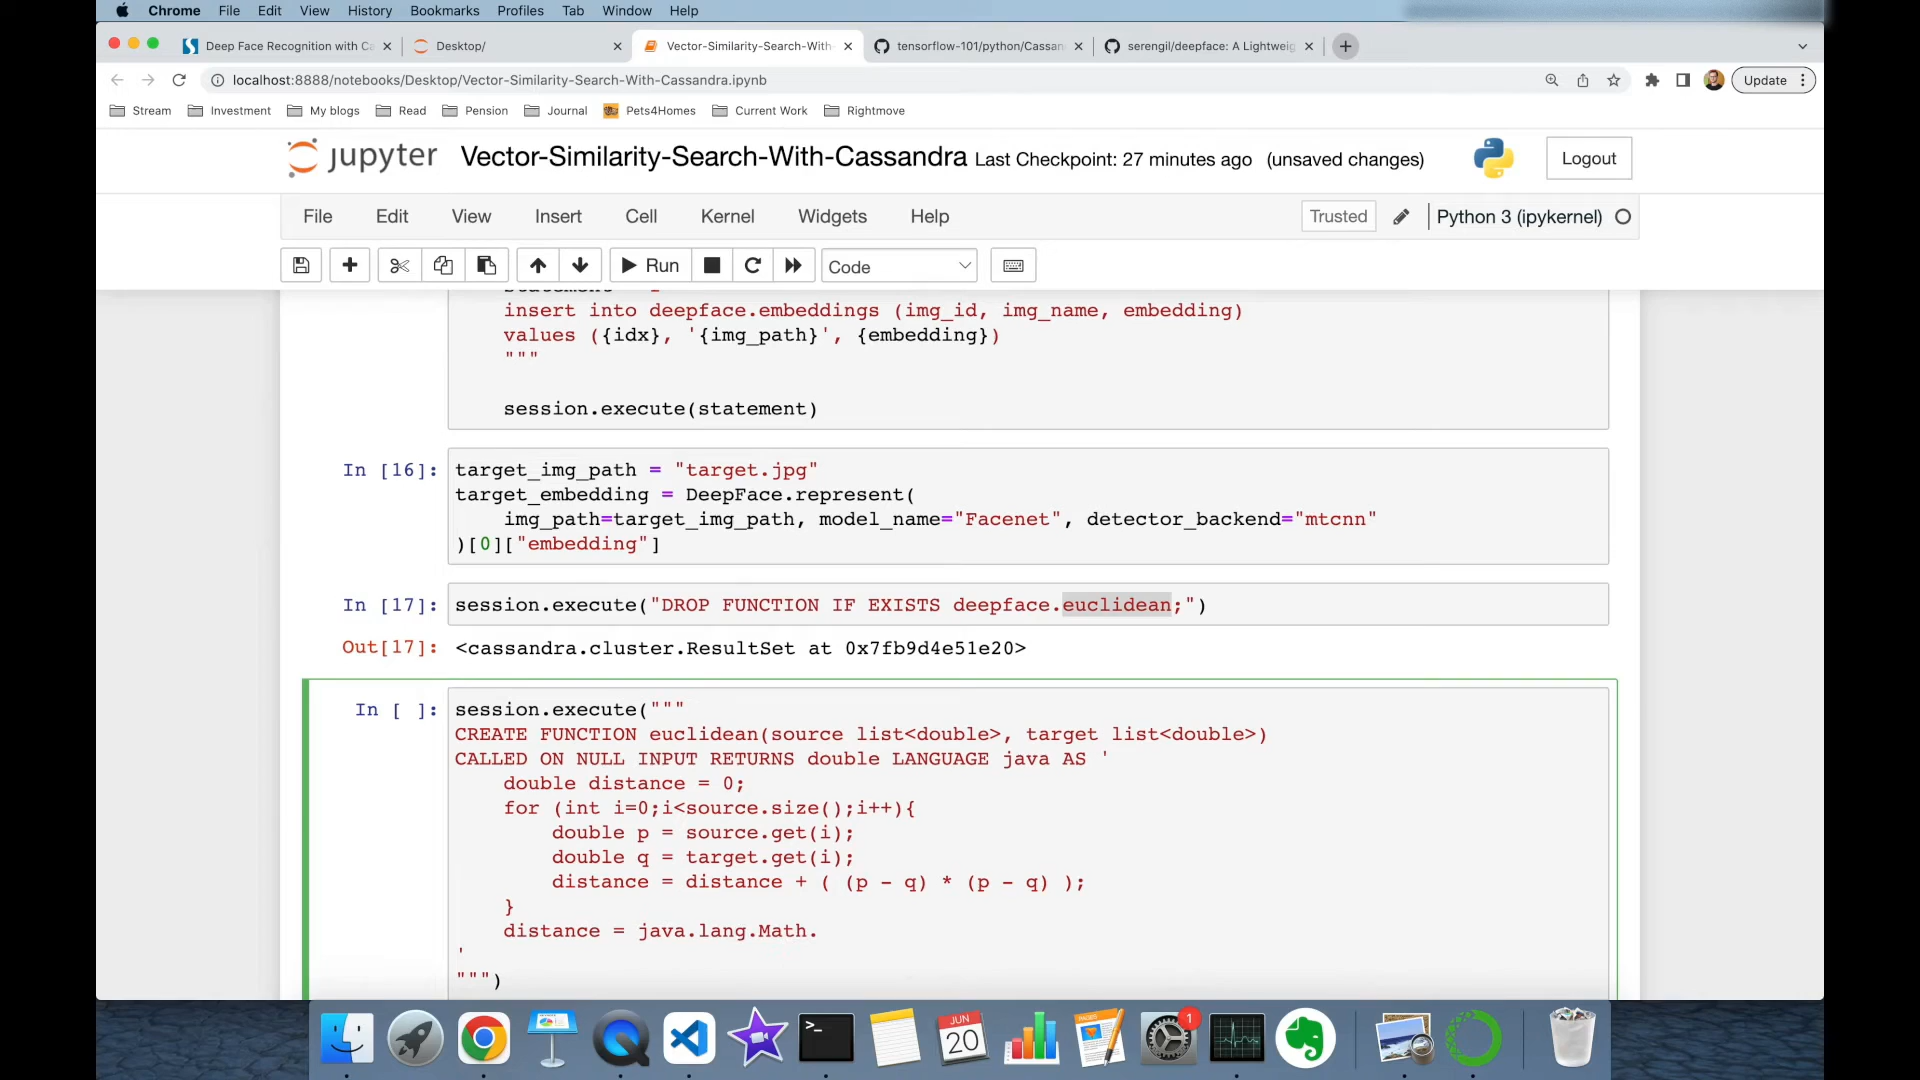 Chrome File Edit View History Bookmarks Profiles Tab Window Help
Deep Face Recognition with Ca
Desktop/
Vector-Similarity-Search-With-
tensorflow-101/python/Cassan
serengil/deepface: A Lightweig
localhost:8888/notebooks/Desktop/Vector-Similarity-Search-With-Cassandra.ipynb
Update
Stream Investment My blogs Read Pension Journal Pets4Homes Current Work Rightmove
jupyter Vector-Similarity-Search-With-Cassandra Last Checkpoint: 27 minutes ago (unsaved changes)
Logout
File Edit View Insert Cell Kernel Widgets Help
Trusted Python 3 (ipykernel)
Run Code
insert into deepface.embeddings (img_id, img_name, embedding)
values ({idx}, '{img_path}', {embedding})
"""
session.execute(statement)
In [16]: target_img_path = "target.jpg"
target_embedding = DeepFace.represent(
img_path=target_img_path, model_name="Facenet", detector_backend="mtcnn"
)[0]["embedding"]
In [17]: session.execute("DROP FUNCTION IF EXISTS deepface.euclidean;")
Out[17]: <cassandra.cluster.ResultSet at 0x7fb9d4e51e20>
In [ ]: session.execute("""
CREATE FUNCTION euclidean(source list<double>, target list<double>)
CALLED ON NULL INPUT RETURNS double LANGUAGE java AS '
double distance = 0;
for (int i=0;i<source.size();i++){
double p = source.get(i);
double q = target.get(i);
distance = distance + ( (p - q) * (p - q) );
}
distance = java.lang.Math.
'
""")
JUN
20
1